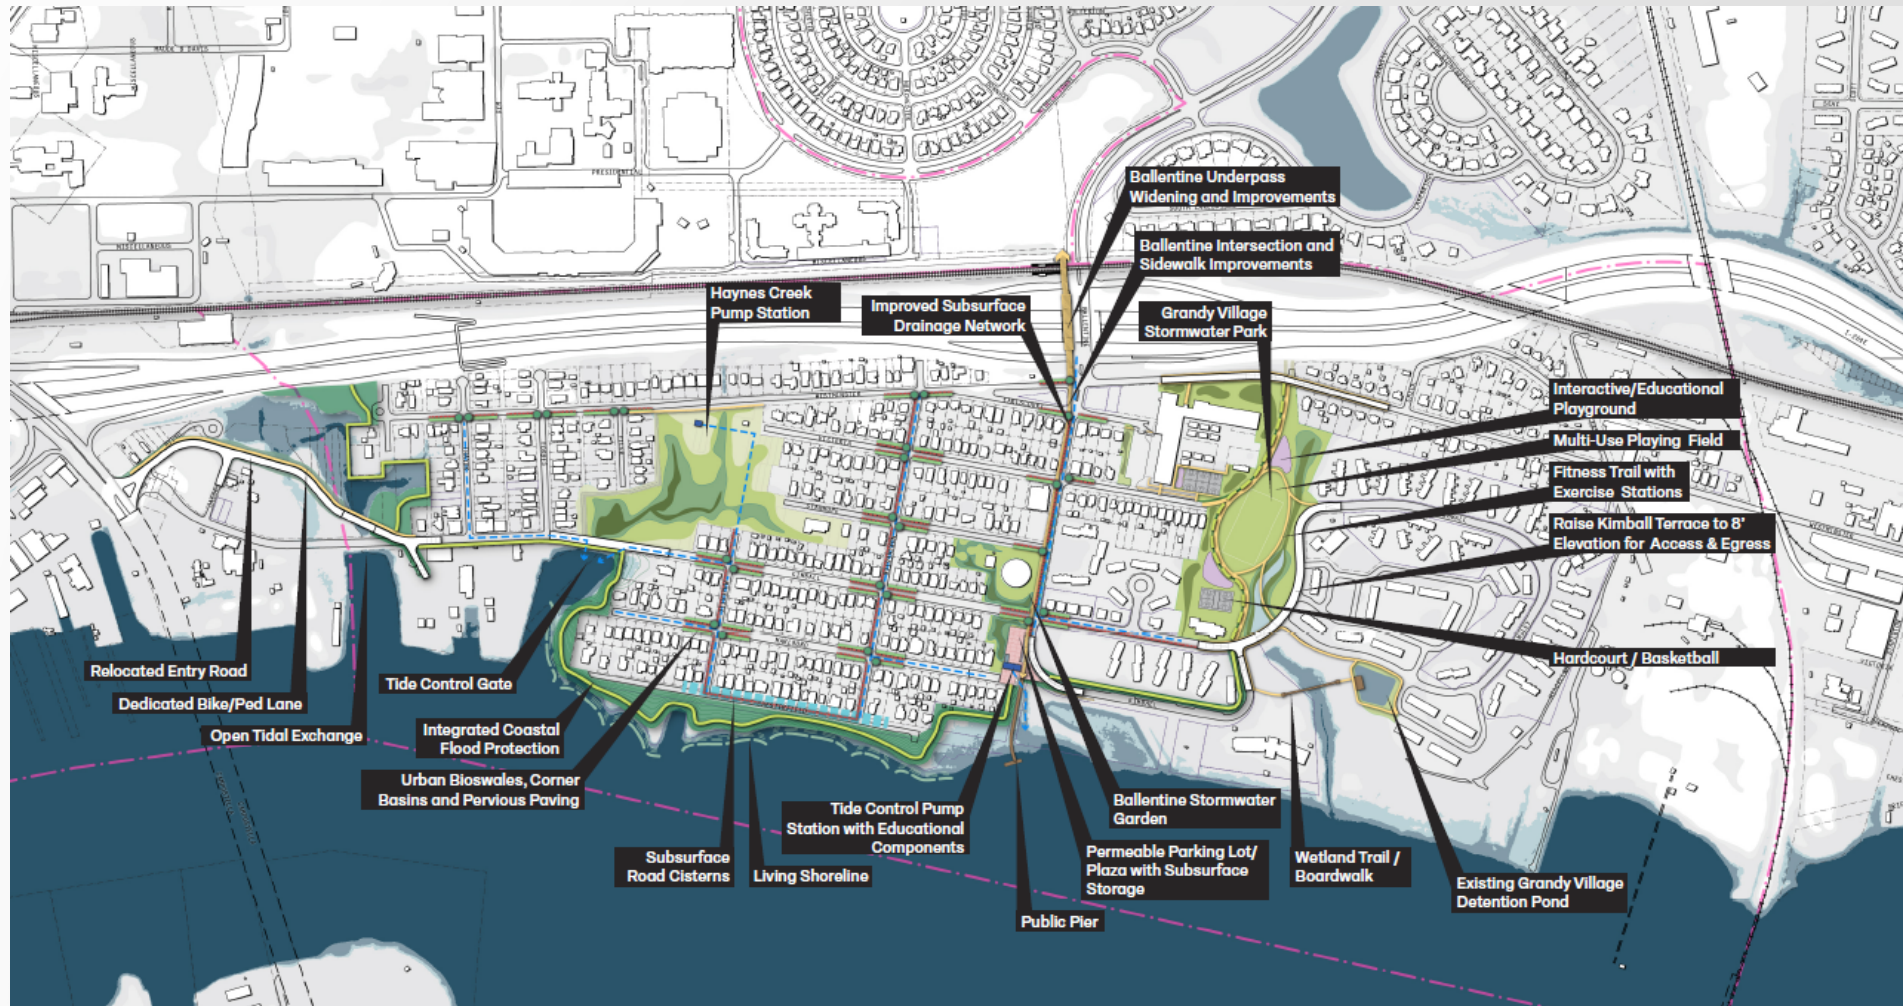 MISCELLANEOUS
PRESIDENTIAL
Ballentine Underpass
Widening and Improvements
Ballentine Intersection and
Sidewalk Improvements
Haynes Creek
Pump Station
Improved Subsurface
Drainage Network
Grandy Village
Stormwater Park
Interactive/Educational
Playground
Multi-Use Playing Field
Fitness Trail with
Exercise Stations
Raise Kimball Terrace to 8'
Elevation for Access & Egress
Hardcourt / Basketball
Relocated Entry Road
Dedicated Bike/Ped Lane
Open Tidal Exchange
Tide Control Gate
Integrated Coastal
Flood Protection
Urban Bioswales, Corner
Basins and Pervious Paving
Subsurface
Road Cisterns
Living Shoreline
Tide Control Pump
Station with Educational
Components
Public Pier
Ballentine Stormwater
Garden
Permeable Parking Lot/
Plaza with Subsurface
Storage
Wetland Trail /
Boardwalk
Existing Grandy Village
Detention Pond